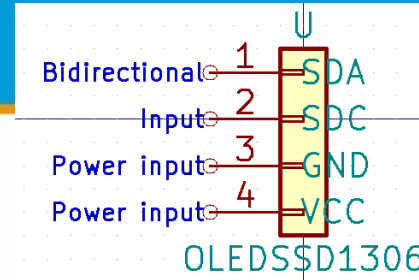 U
Bidirectional 1 SDA
Input 2 SDC
Power input 3 GND
Power input 4 VCC
OLEDSSD1306